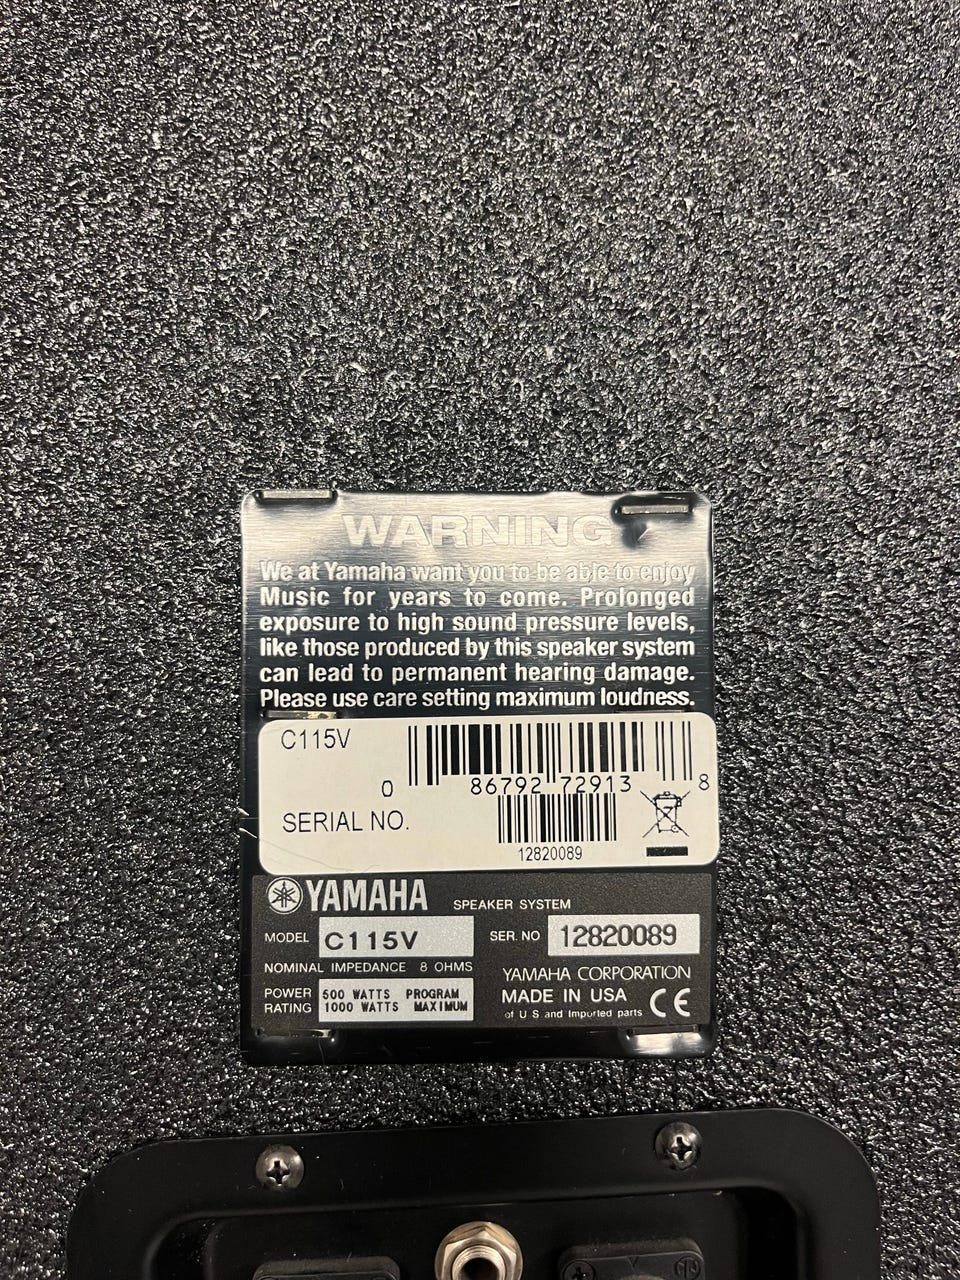 WARNING
We at Yamaha want you to be able to enjoy
Music for years to come. Prolonged
exposure to high sound pressure levels,
like those produced by this speaker system
can lead to permanent hearing damage.
Please use care setting maximum loudness.
C115V
0 86792 72913 8
SERIAL NO.
12820089
YAMAHA SPEAKER SYSTEM
MODEL C115V SER. NO 12820089
NOMINAL IMPEDANCE 8 OHMS
YAMAHA CORPORATION
POWER RATING 500 WATTS PROGRAM
1000 WATTS MAXIMUM
MADE IN USA CE
of U S and Imported parts